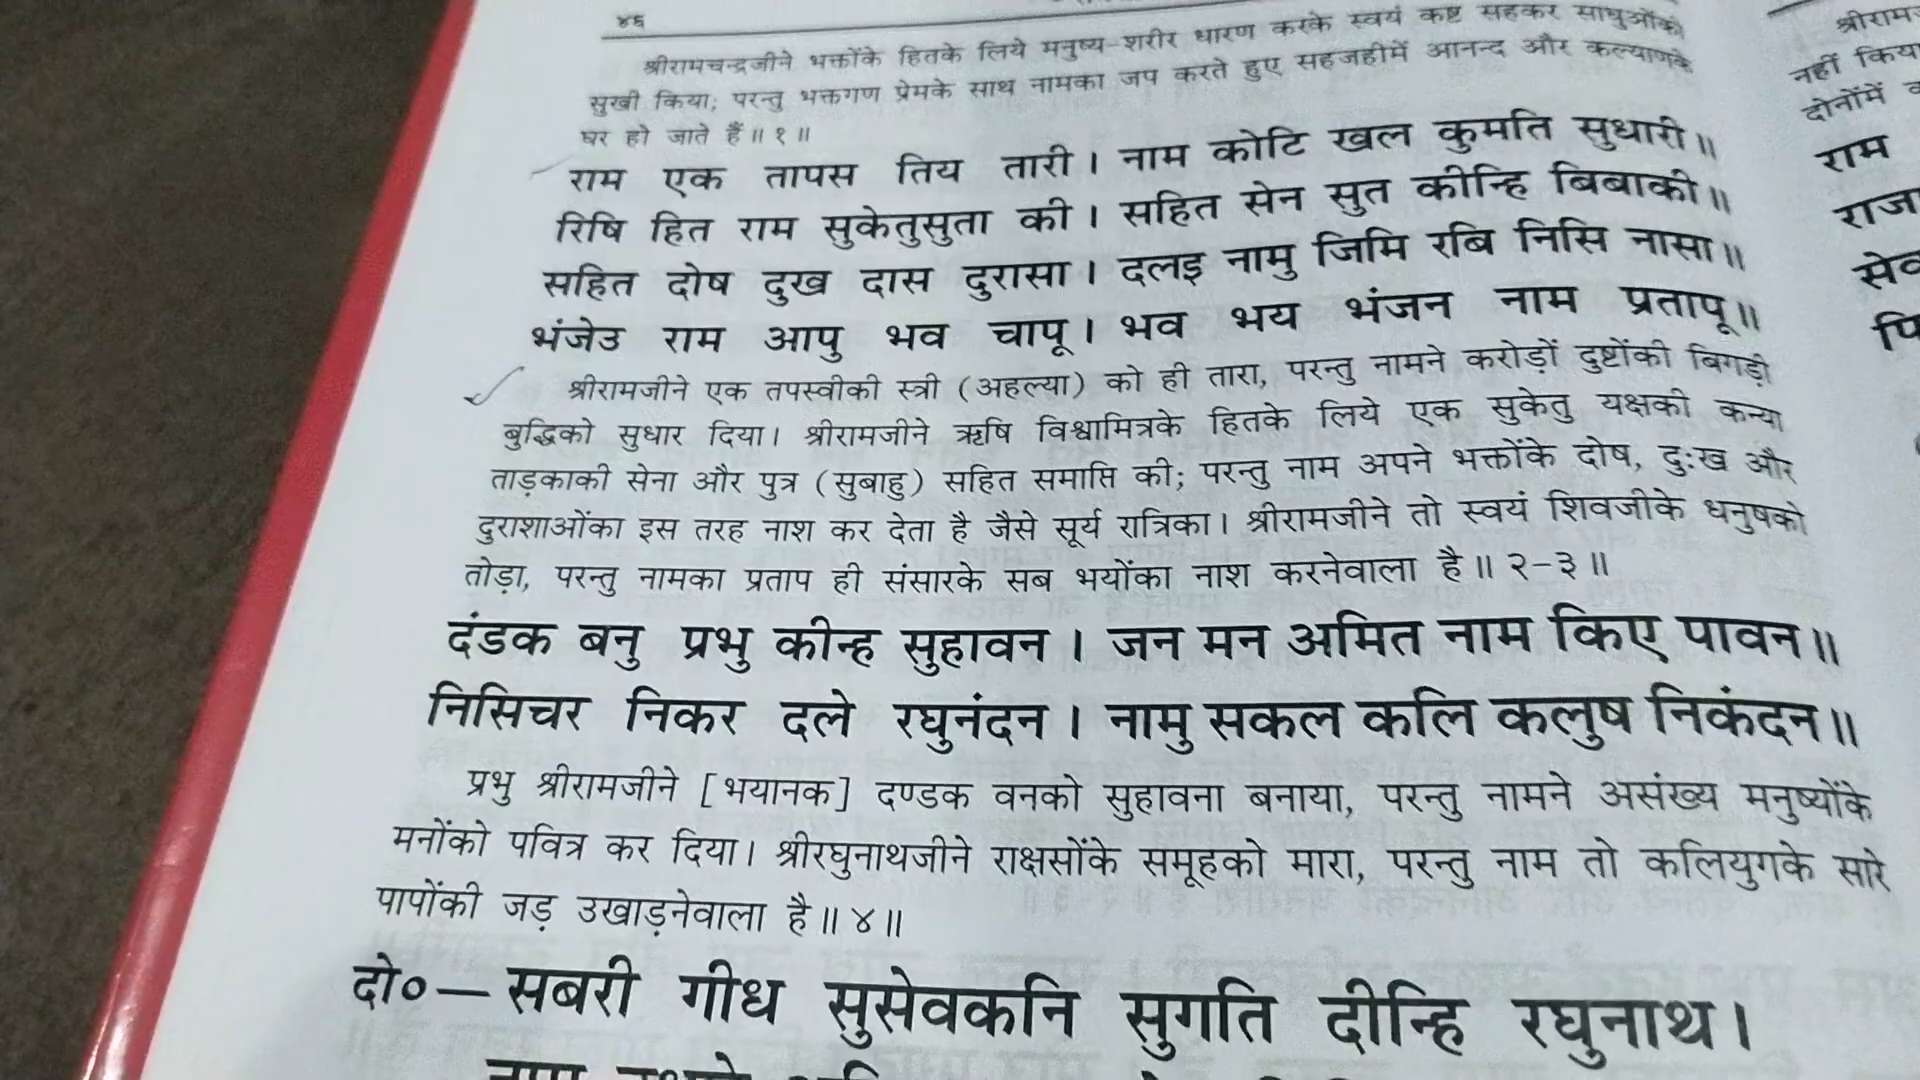 ४६
श्रीरामचन्द्रजीने भक्तोंके हितके लिये मनुष्य-शरीर धारण करके स्वयं कष्ट सहकर साधुओंको
सुखी किया; परन्तु भक्तगण प्रेमके साथ नामका जप करते हुए सहजहीमें आनन्द और कल्याणके
घर हो जाते हैं॥ १॥
राम एक तापस तिय तारी। नाम कोटि खल कुमति सुधारी॥
रिषि हित राम सुकेतुसुता की। सहित सेन सुत कीन्हि बिबाकी॥
सहित दोष दुख दास दुरासा। दलइ नामु जिमि रबि निसि नासा॥
भंजेउ राम आपु भव चापू। भव भय भंजन नाम प्रतापू॥
श्रीरामजीने एक तपस्वीकी स्त्री (अहल्या) को ही तारा, परन्तु नामने करोड़ों दुष्टोंकी बिगड़ी
बुद्धिको सुधार दिया। श्रीरामजीने ऋषि विश्वामित्रके हितके लिये एक सुकेतु यक्षकी कन्या
ताड़काकी सेना और पुत्र (सुबाहु) सहित समाप्ति की; परन्तु नाम अपने भक्तोंके दोष, दुःख और
दुराशाओंका इस तरह नाश कर देता है जैसे सूर्य रात्रिका। श्रीरामजीने तो स्वयं शिवजीके धनुषको
तोड़ा, परन्तु नामका प्रताप ही संसारके सब भयोंका नाश करनेवाला है॥ २-३॥
दंडक बनु प्रभु कीन्ह सुहावन। जन मन अमित नाम किए पावन॥
निसिचर निकर दले रघुनंदन। नामु सकल कलि कलुष निकंदन॥
प्रभु श्रीरामजीने [भयानक] दण्डक वनको सुहावना बनाया, परन्तु नामने असंख्य मनुष्योंके
मनोंको पवित्र कर दिया। श्रीरघुनाथजीने राक्षसोंके समूहको मारा, परन्तु नाम तो कलियुगके सारे
पापोंकी जड़ उखाड़नेवाला है॥ ४॥
दो०— सबरी गीध सुसेवकनि सुगति दीन्हि रघुनाथ।
नहीं किया
दोनोंमें
राम